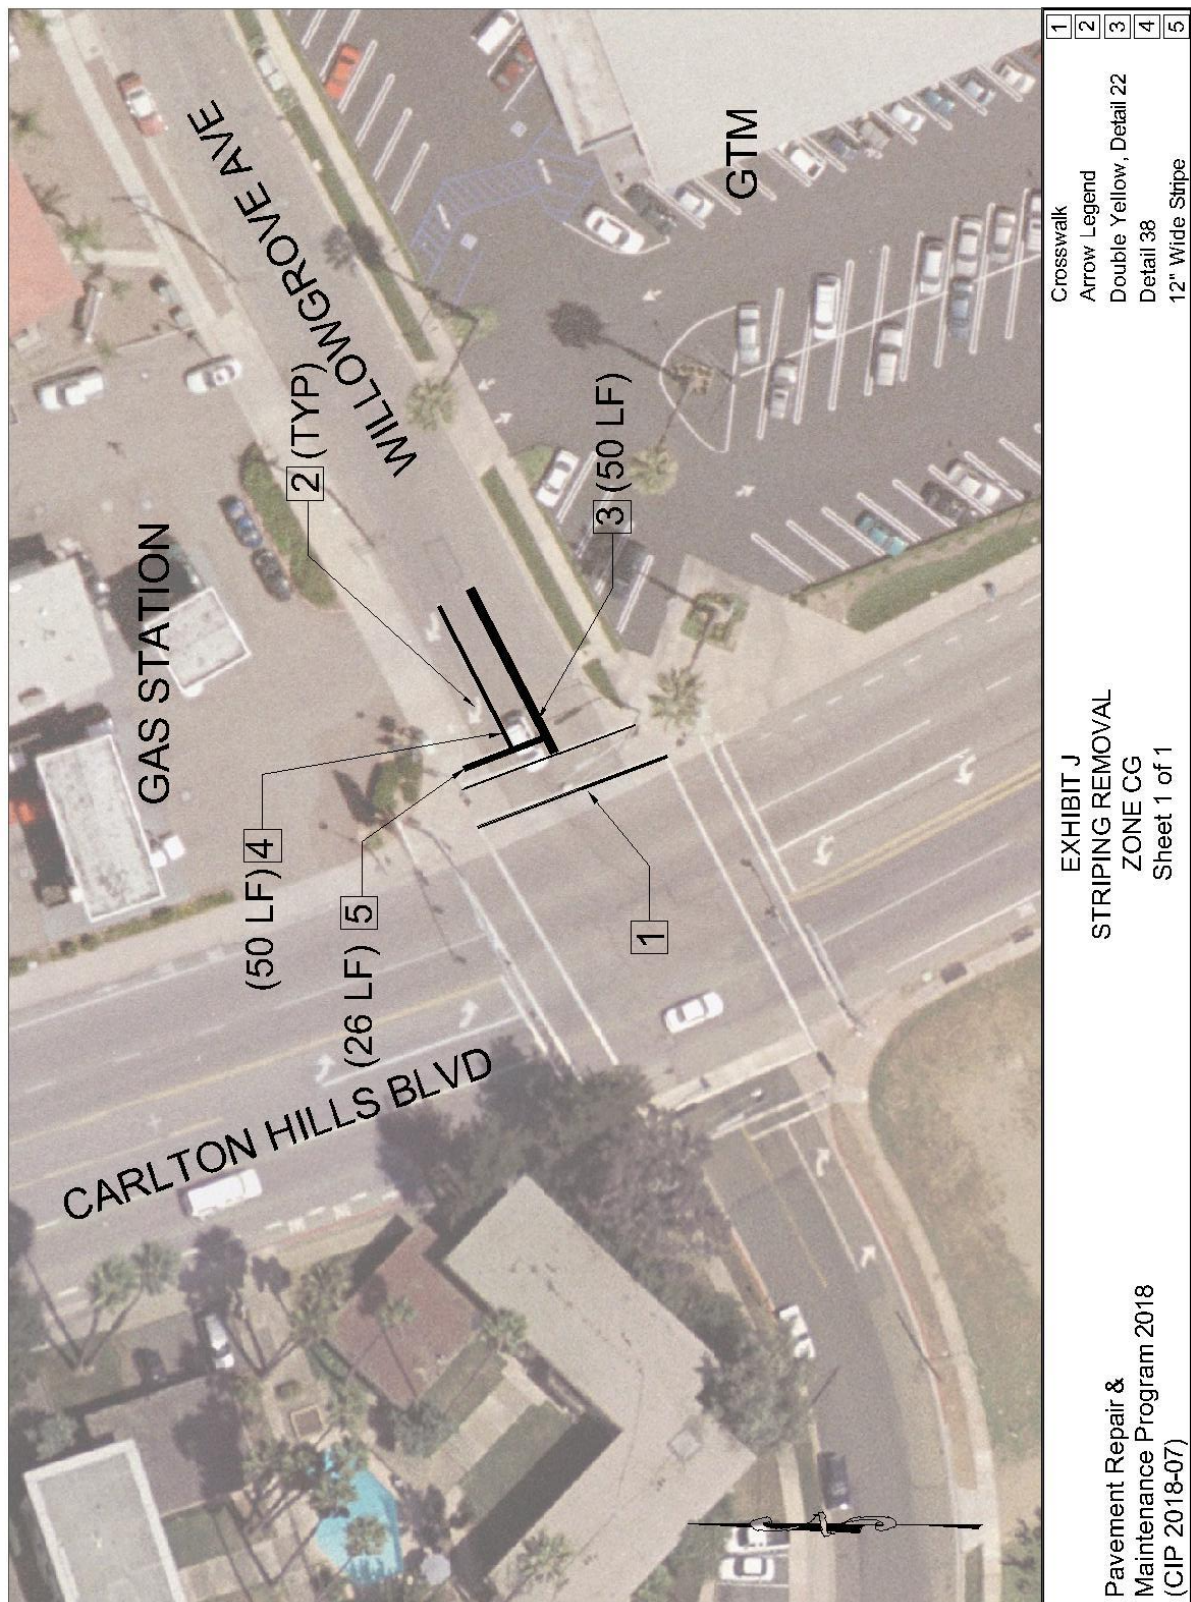 CARLTON HILLS BLVD
GAS STATION
WILLOWGROVE AVE
GTM
(50 LF) 4
(26 LF) 5
2 (TYP)
3 (50 LF)
1
Pavement Repair &
Maintenance Program 2018
(CIP 2018-07)
EXHIBIT J
STRIPING REMOVAL
ZONE CG
Sheet 1 of 1
Crosswalk 1
Arrow Legend 2
Double Yellow, Detail 22 3
Detail 38 4
12" Wide Stripe 5